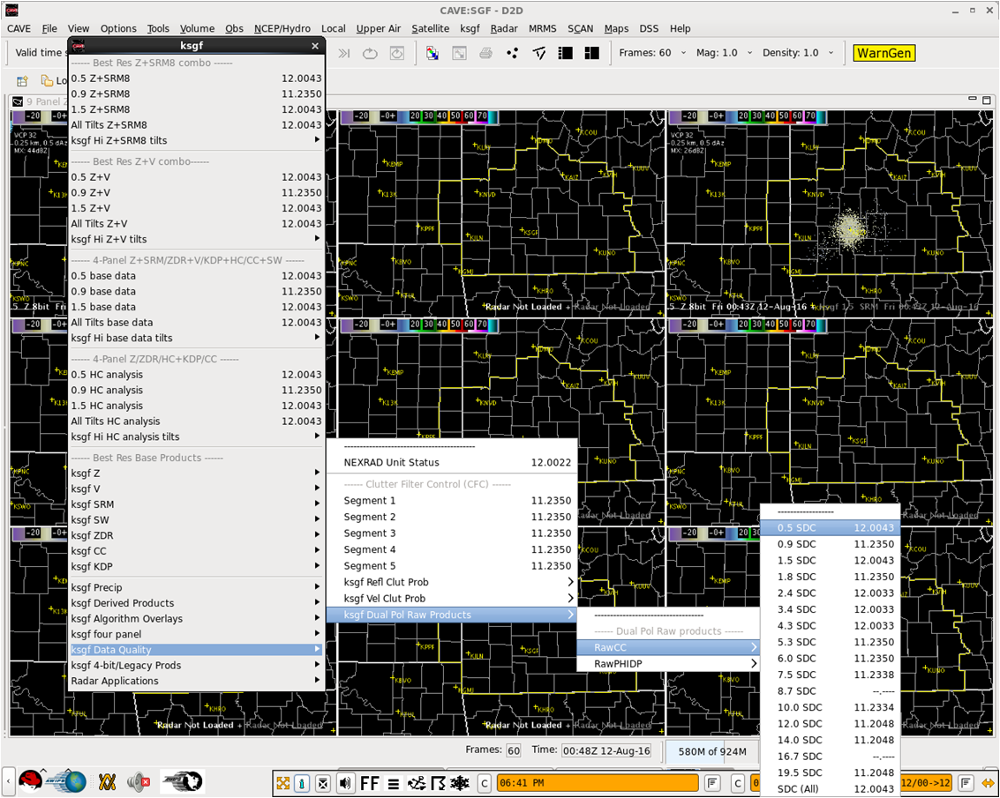 CAVE:SGF - D2D
CAVE File View Options Tools Volume Obs NCEP/Hydro Local Upper Air Satellite ksgf Radar MRMS SCAN Maps DSS Help
Valid time Frames: 60 Mag: 1.0 Density: 1.0 WarnGen
Lo
9 Panel Z
ksgf
------ Best Res Z+SRM8 combo ------
0.5 Z+SRM8 12.0043
0.9 Z+SRM8 11.2350
1.5 Z+SRM8 12.0043
All Tilts Z+SRM8 12.0043
ksgf Hi Z+SRM8 tilts
------ Best Res Z+V combo------
0.5 Z+V 12.0043
0.9 Z+V 11.2350
1.5 Z+V 12.0043
All Tilts Z+V 12.0043
ksgf Hi Z+V tilts
------ 4-Panel Z+SRM/ZDR+V/KDP+HC/CC+SW ------
0.5 base data 12.0043
0.9 base data 11.2350
1.5 base data 12.0043
All Tilts base data 12.0043
ksgf Hi base data tilts
------ 4-Panel Z/ZDR/HC+KDP/CC ------
0.5 HC analysis 12.0043
0.9 HC analysis 11.2350
1.5 HC analysis 12.0043
All Tilts HC analysis 12.0043
ksgf Hi HC analysis tilts
------ Best Res Base Products ------
ksgf Z
ksgf V
ksgf SRM
ksgf SW
ksgf ZDR
ksgf CC
ksgf KDP
ksgf Precip
ksgf Derived Products
ksgf Algorithm Overlays
ksgf four panel
ksgf Data Quality
ksgf 4-bit/Legacy Prods
Radar Applications
NEXRAD Unit Status 12.0022
------ Clutter Filter Control (CFC) ------
Segment 1 11.2350
Segment 2 11.2350
Segment 3 11.2350
Segment 4 11.2350
Segment 5 11.2350
ksgf Refl Clut Prob
ksgf Vel Clut Prob
ksgf Dual Pol Raw Products
------ Dual Pol Raw products ------
RawCC
RawPHIDP
0.5 SDC 12.0043
0.9 SDC 11.2350
1.5 SDC 12.0043
1.8 SDC 11.2350
2.4 SDC 12.0033
3.4 SDC 12.0033
4.3 SDC 12.0033
5.3 SDC 11.2350
6.0 SDC 11.2350
7.5 SDC 11.2338
8.7 SDC --.----
10.0 SDC 11.2334
12.0 SDC 11.2048
14.0 SDC 11.2048
16.7 SDC --.----
19.5 SDC 11.2048
SDC (All) 12.0043
-20 -0+ 20 30 40 50 60 70
VCP 32
0.25 km, 0.5 dAz
MX: 44dBZ
VCP 32
0.25 km, 0.5 dAz
MX: 26dBZ
KCOU
KLRY
KEMP
KAIZ
KVIH
KUUV
KNVD
K13K
KSGF
KJLN
KUNO
KPPF
KPNC
KBVO
KNGMJ
KHRO
KSWO
KTUL
Radar Not Loaded + Radar Not Loaded
.5 Z 8bit Fri 00:43Z 12-Aug-16 ksgf 1.5 SRM Fri 00:43Z 12-Aug-16
Radar Not Loaded
Radar Not Loaded + Radar Not Loaded
Radar Not Loaded + Radar Not Loaded
Frames: 60 Time: 00:48Z 12-Aug-16 580M of 924M
AWIPS
FF
C
06:41 PM
F
C
12/00->12
F